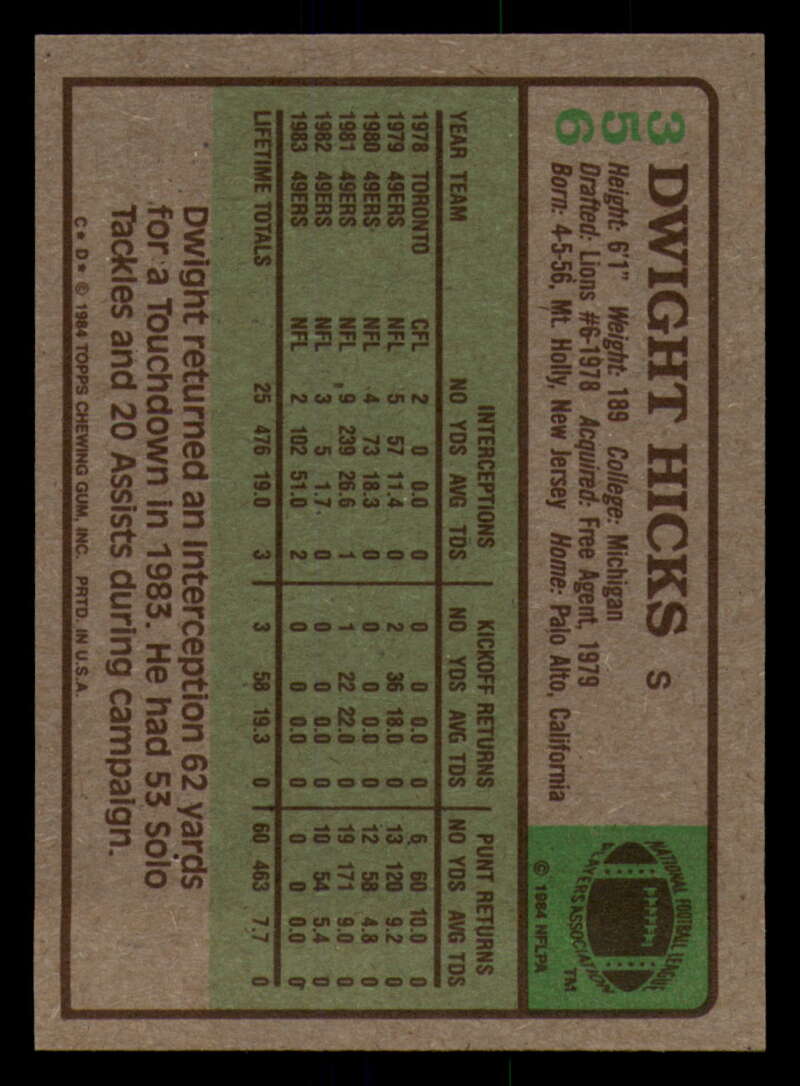 356
DWIGHT HICKS S
Height: 6'1" Weight: 189 College: Michigan
Drafted: Lions #6-1978 Acquired: Free Agent, 1979
Born: 4-5-56, Mt. Holly, New Jersey Home: Palo Alto, California
NATIONAL FOOTBALL LEAGUE
PLAYERS ASSOCIATION
TM
© 1984 NFLPA
INTERCEPTIONS KICKOFF RETURNS PUNT RETURNS
YEAR TEAM NO YDS AVG TDS NO YDS AVG TDS NO YDS AVG TDS
1978 TORONTO CFL 2 0 0.0 0 0 0 0.0 0 6 60 10.0 0
1979 49ERS NFL 5 57 11.4 0 2 36 18.0 0 13 120 9.2 0
1980 49ERS NFL 4 73 18.3 0 0 0 0.0 0 12 58 4.8 0
1981 49ERS NFL 9 239 26.6 1 1 22 22.0 0 19 171 9.0 0
1982 49ERS NFL 3 5 1.7 0 0 0 0.0 0 10 54 5.4 0
1983 49ERS NFL 2 102 51.0 2 0 0 0.0 0 0 0 0.0 0
LIFETIME TOTALS 25 476 19.0 3 3 58 19.3 0 60 463 7.7 0
Dwight returned an Interception 62 yards
for a Touchdown in 1983. He had 53 Solo
Tackles and 20 Assists during campaign.
C* D* © 1984 TOPPS CHEWING GUM, INC. PRTD. IN U.S.A.